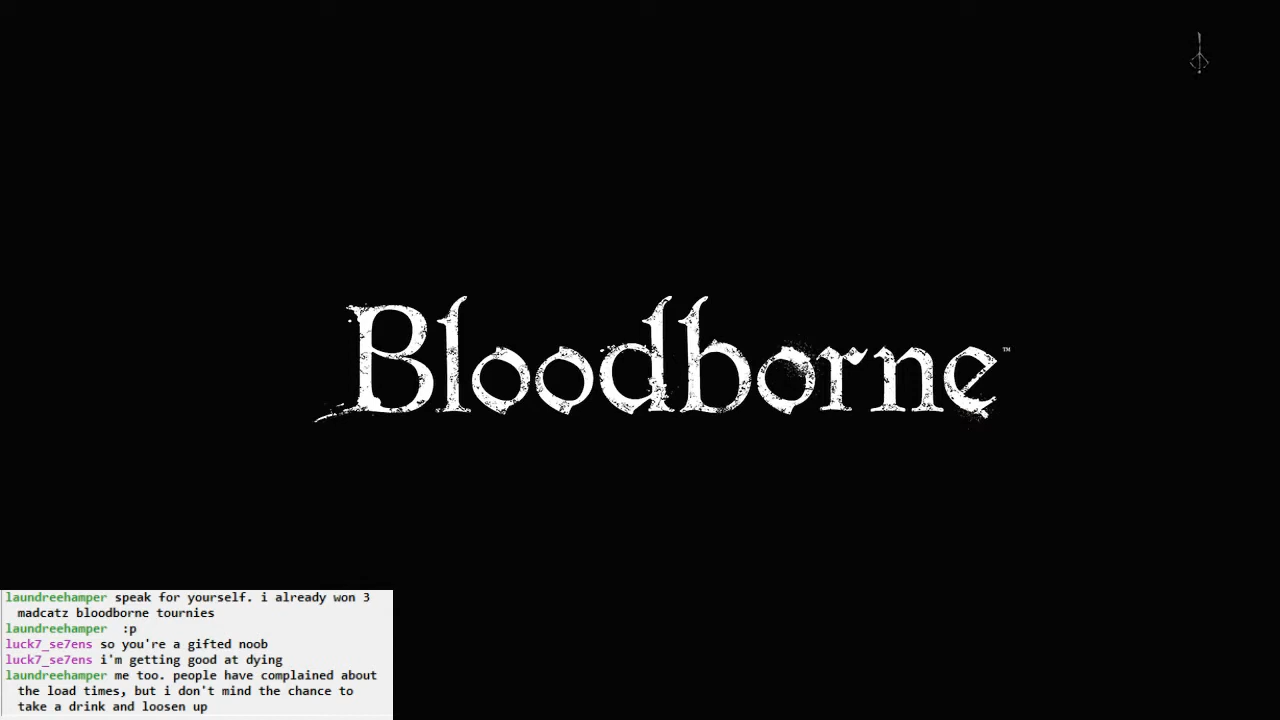 Bloodborne™
laundreehamper speak for yourself. i already won 3
madcatz bloodborne tournies
laundreehamper :p
luck7_se7ens so you're a gifted noob
luck7_se7ens i'm getting good at dying
laundreehamper me too. people have complained about
the load times, but i don't mind the chance to
take a drink and loosen up